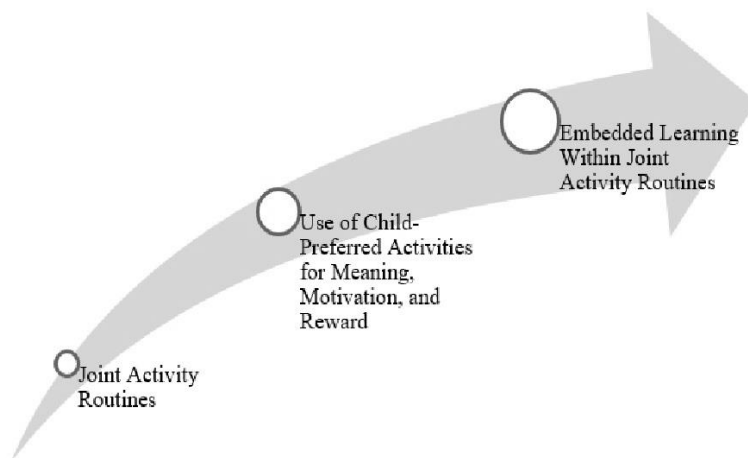 Embedded Learning
Within Joint
Activity Routines
Use of Child-
Preferred Activities
for Meaning,
Motivation, and
Reward
Joint Activity
Routines